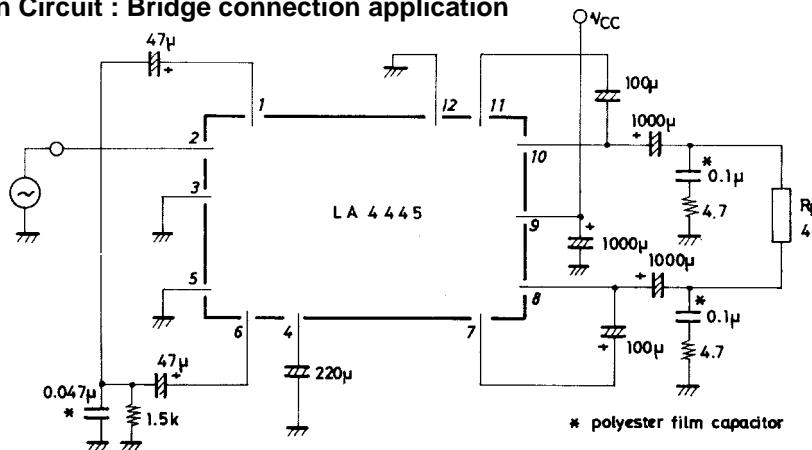 n Circuit : Bridge connection application
+VCC
47μ
+
1
12
11
100μ
1000μ
+
2
10
*
0.1μ
3
4.7
LA4445
R
4
9
+
1000μ
1000μ
+
5
8
*
0.1μ
6
4
7
+
100μ
4.7
47μ
+
220μ
0.047μ
*
1.5k
* polyester film capacitor